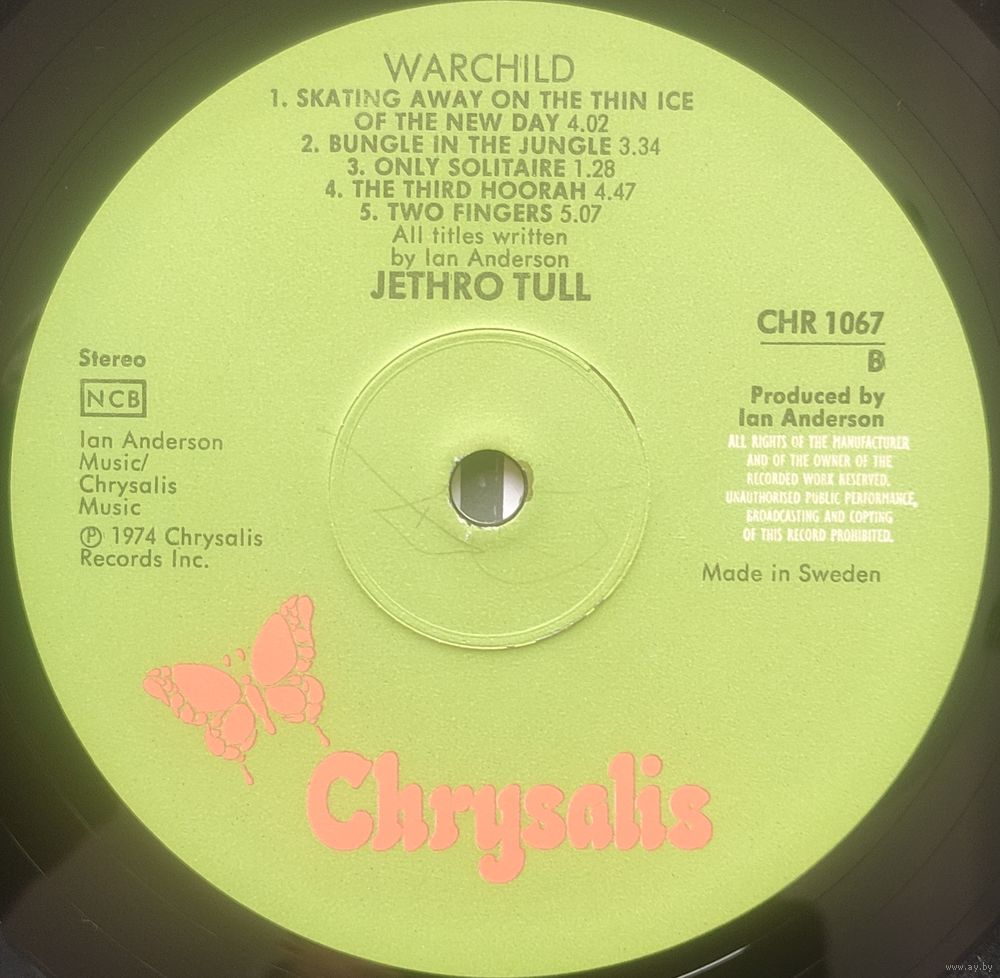 WARCHILD
1. SKATING AWAY ON THE THIN ICE
OF THE NEW DAY 4.02
2. BUNGLE IN THE JUNGLE 3.34
3. ONLY SOLITAIRE 1.28
4. THE THIRD HOORAH 4.47
5. TWO FINGERS 5.07
All titles written
by Ian Anderson
JETHRO TULL
Stereo
NCB
Ian Anderson
Music/
Chrysalis
Music
℗ 1974 Chrysalis
Records Inc.
CHR 1067
B
Produced by
Ian Anderson
ALL RIGHTS OF THE MANUFACTURER
AND OF THE OWNER OF THE
RECORDED WORK RESERVED.
UNAUTHORISED PUBLIC PERFORMANCE,
BROADCASTING AND COPYING
OF THIS RECORD PROHIBITED.
Made in Sweden
Chrysalis
www.ay.by